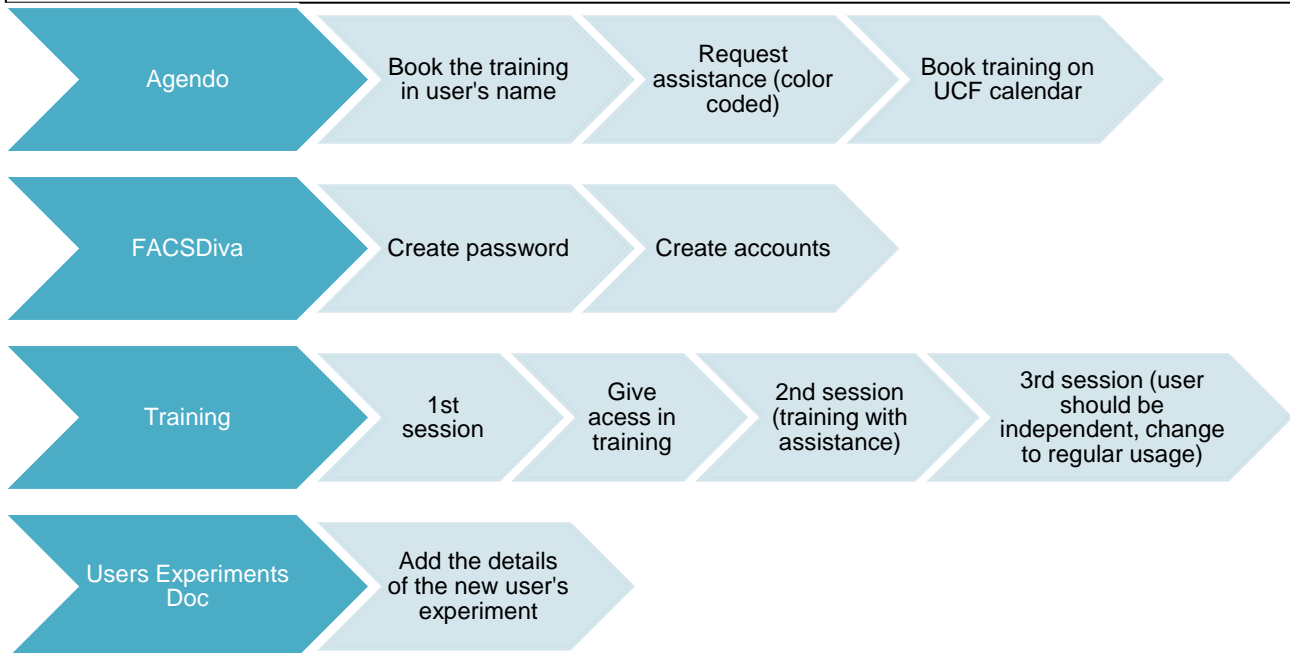 Agendo
Book the training
in user's name
Request
assistance (color
coded)
Book training on
UCF calendar
FACSDiva
Create password
Create accounts
Training
1st
session
Give
acess in
training
2nd session
(training with
assistance)
3rd session (user
should be
independent, change
to regular usage)
Users Experiments
Doc
Add the details
of the new user's
experiment